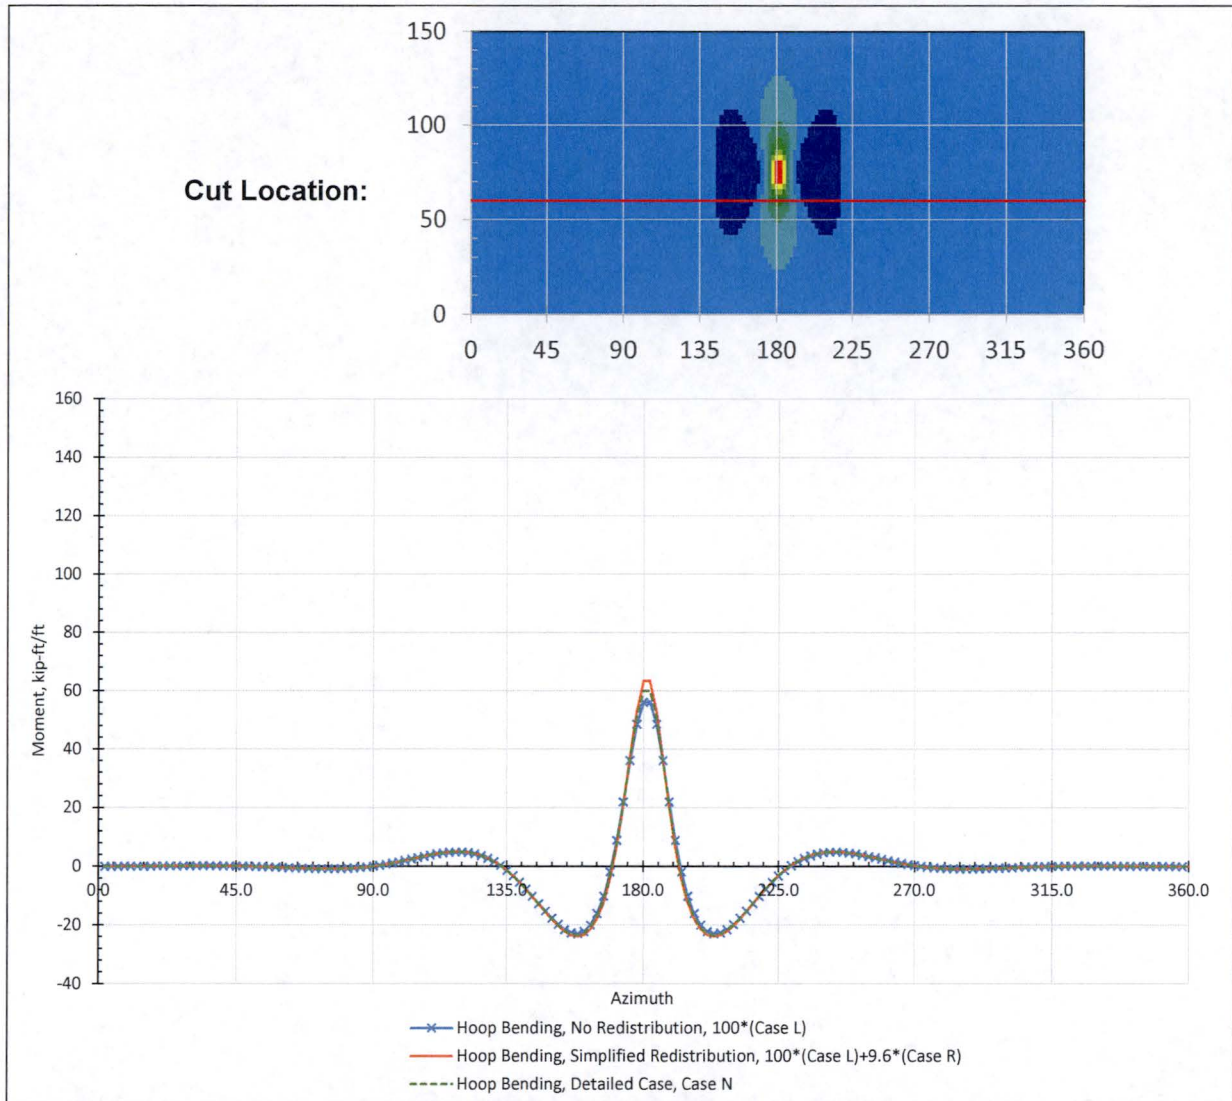 150
100
Cut Location:
50
0
0 45 90 135 180 225 270 315 360
160
140
120
100
80
60
40
20
0
-20
-40
Moment, kip-ft/ft
0.0 45.0 90.0 135.0 180.0 225.0 270.0 315.0 360.0
Azimuth
Hoop Bending, No Redistribution, 100*(Case L)
Hoop Bending, Simplified Redistribution, 100*(Case L)+9.6*(Case R)
Hoop Bending, Detailed Case, Case N